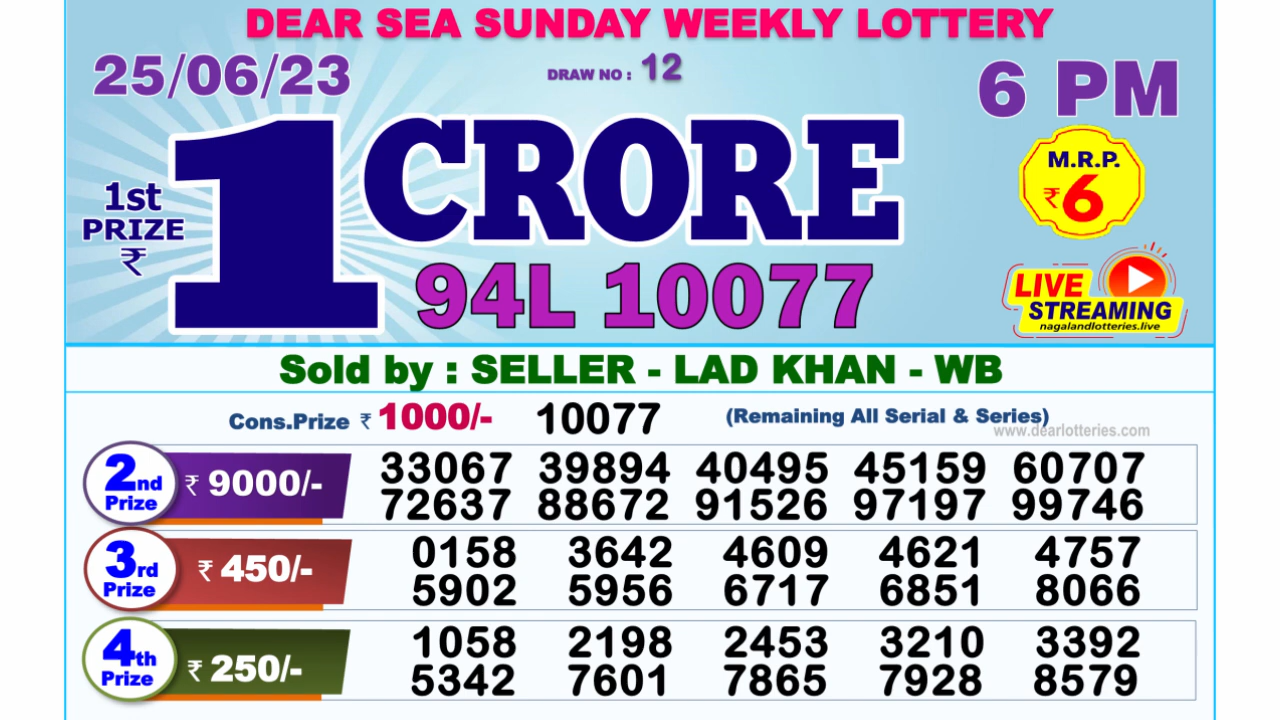 DEAR SEA SUNDAY WEEKLY LOTTERY
25/06/23 DRAW NO : 12 6 PM
1st PRIZE ₹ 1 CRORE
M.R.P. ₹ 6
94L 10077
LIVE STREAMING
nagalandlotteries.live
Sold by : SELLER - LAD KHAN - WB
Cons.Prize ₹ 1000/- 10077 (Remaining All Serial & Series)
www.dearlotteries.com
2nd Prize ₹ 9000/-
33067 39894 40495 45159 60707
72637 88672 91526 97197 99746
3rd Prize ₹ 450/-
0158 3642 4609 4621 4757
5902 5956 6717 6851 8066
4th Prize ₹ 250/-
1058 2198 2453 3210 3392
5342 7601 7865 7928 8579